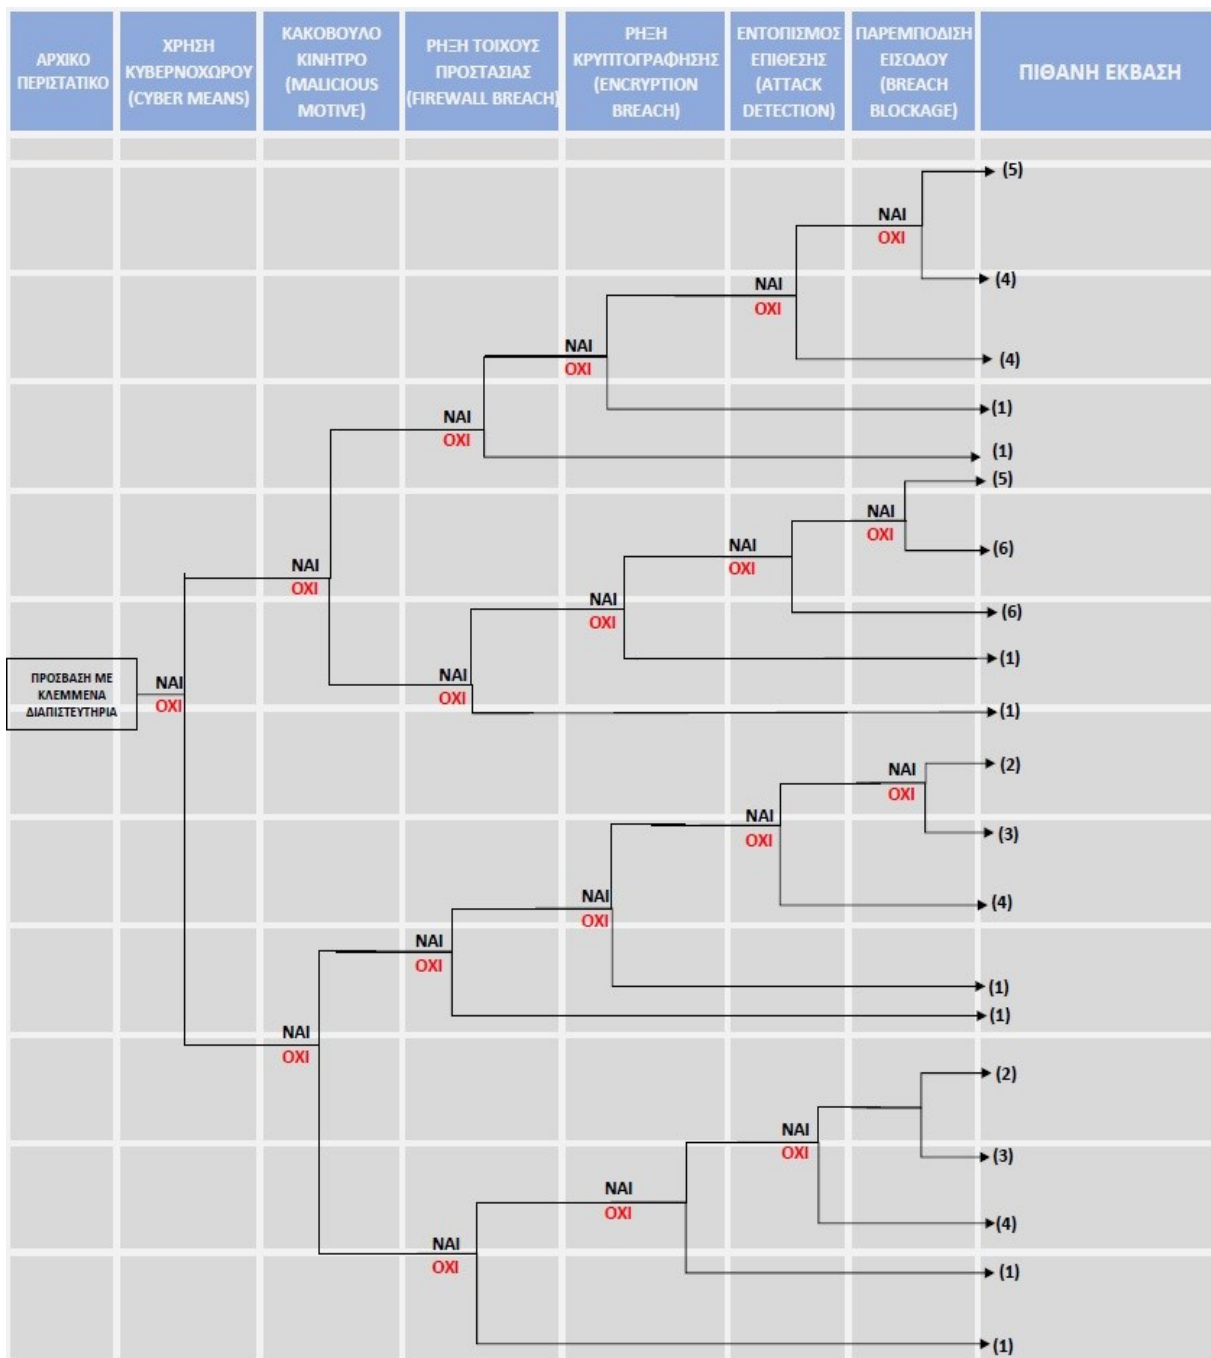 ΑΡΧΙΚΟ
ΠΕΡΙΣΤΑΤΙΚΟ
ΧΡΗΣΗ
ΚΥΒΕΡΝΟΧΩΡΟΥ
(CYBER MEANS)
ΚΑΚΟΒΟΥΛΟ
ΚΙΝΗΤΡΟ
(MALICIOUS
MOTIVE)
ΡΗΞΗ ΤΟΙΧΟΥΣ
ΠΡΟΣΤΑΣΙΑΣ
(FIREWALL BREACH)
ΡΗΞΗ
ΚΡΥΠΤΟΓΡΑΦΗΣΗΣ
(ENCRYPTION
BREACH)
ΕΝΤΟΠΙΣΜΟΣ
ΕΠΙΘΕΣΗΣ
(ATTACK
DETECTION)
ΠΑΡΕΜΠΟΔΙΣΗ
ΕΙΣΟΔΟΥ
(BREACH
BLOCKAGE)
ΠΙΘΑΝΗ ΕΚΒΑΣΗ
(5)
ΝΑΙ
ΟΧΙ
(4)
ΝΑΙ
ΟΧΙ
ΝΑΙ
(4)
ΟΧΙ
(1)
ΝΑΙ
ΟΧΙ
(1)
(5)
ΝΑΙ
ΟΧΙ
(6)
ΝΑΙ
ΟΧΙ
ΝΑΙ
ΟΧΙ
ΝΑΙ
ΟΧΙ
(6)
(1)
ΠΡΟΣΒΑΣΗ ΜΕ
ΚΛΕΜΜΕΝΑ
ΔΙΑΠΙΣΤΕΥΤΗΡΙΑ
ΝΑΙ
ΟΧΙ
ΝΑΙ
ΟΧΙ
(1)
(2)
ΝΑΙ
ΟΧΙ
ΝΑΙ
ΟΧΙ
(3)
ΝΑΙ
ΟΧΙ
(4)
ΝΑΙ
ΟΧΙ
(1)
(1)
ΝΑΙ
ΟΧΙ
(2)
ΝΑΙ
ΟΧΙ
(3)
ΝΑΙ
ΟΧΙ
(4)
ΝΑΙ
ΟΧΙ
(1)
(1)